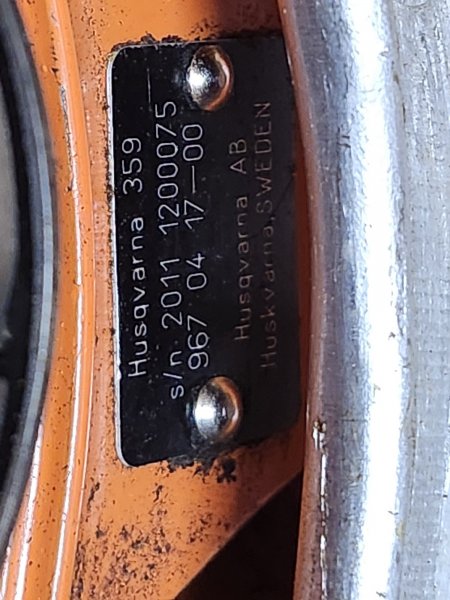 Husqvarna 359
s/n 2011 1200075
967 04 17-00
Husqvarna AB
Huskvarna, SWEDEN